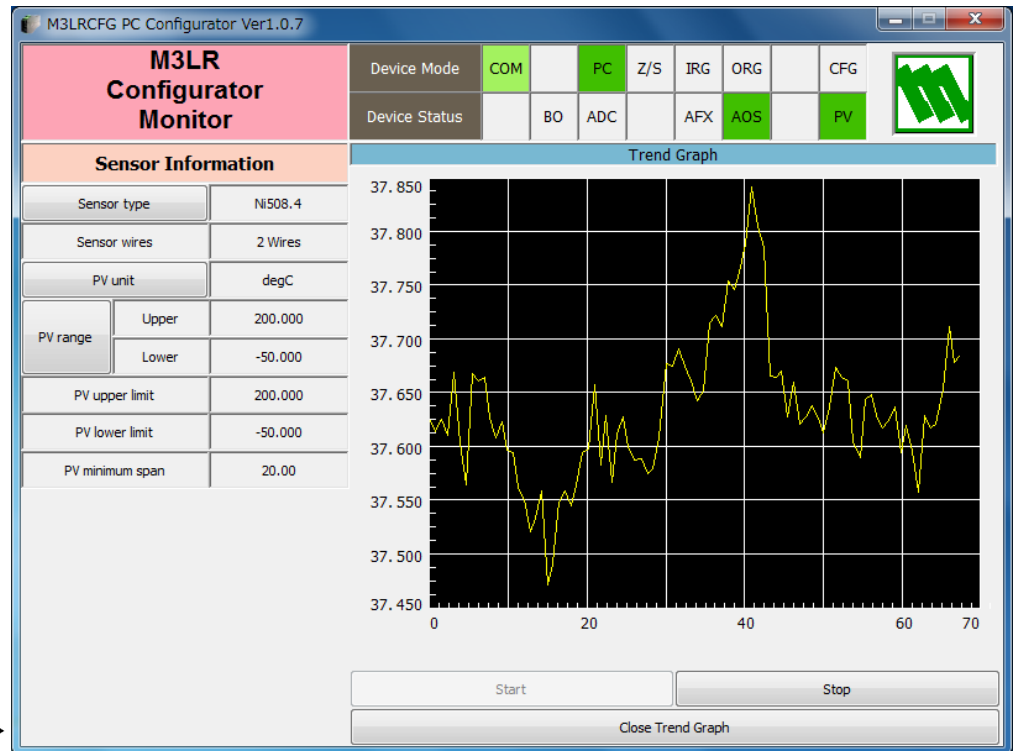 M3LRCFG PC Configurator Ver1.0.7
M3LR
Configurator
Monitor
Device Mode COM PC Z/S IRG ORG CFG
Device Status BO ADC AFX AOS PV
Sensor Information
Sensor type Ni508.4
Sensor wires 2 Wires
PV unit degC
PV range Upper 200.000
Lower -50.000
PV upper limit 200.000
PV lower limit -50.000
PV minimum span 20.00
Trend Graph
37.850
37.800
37.750
37.700
37.650
37.600
37.550
37.500
37.450
0 20 40 60 70
Start Stop
Close Trend Graph